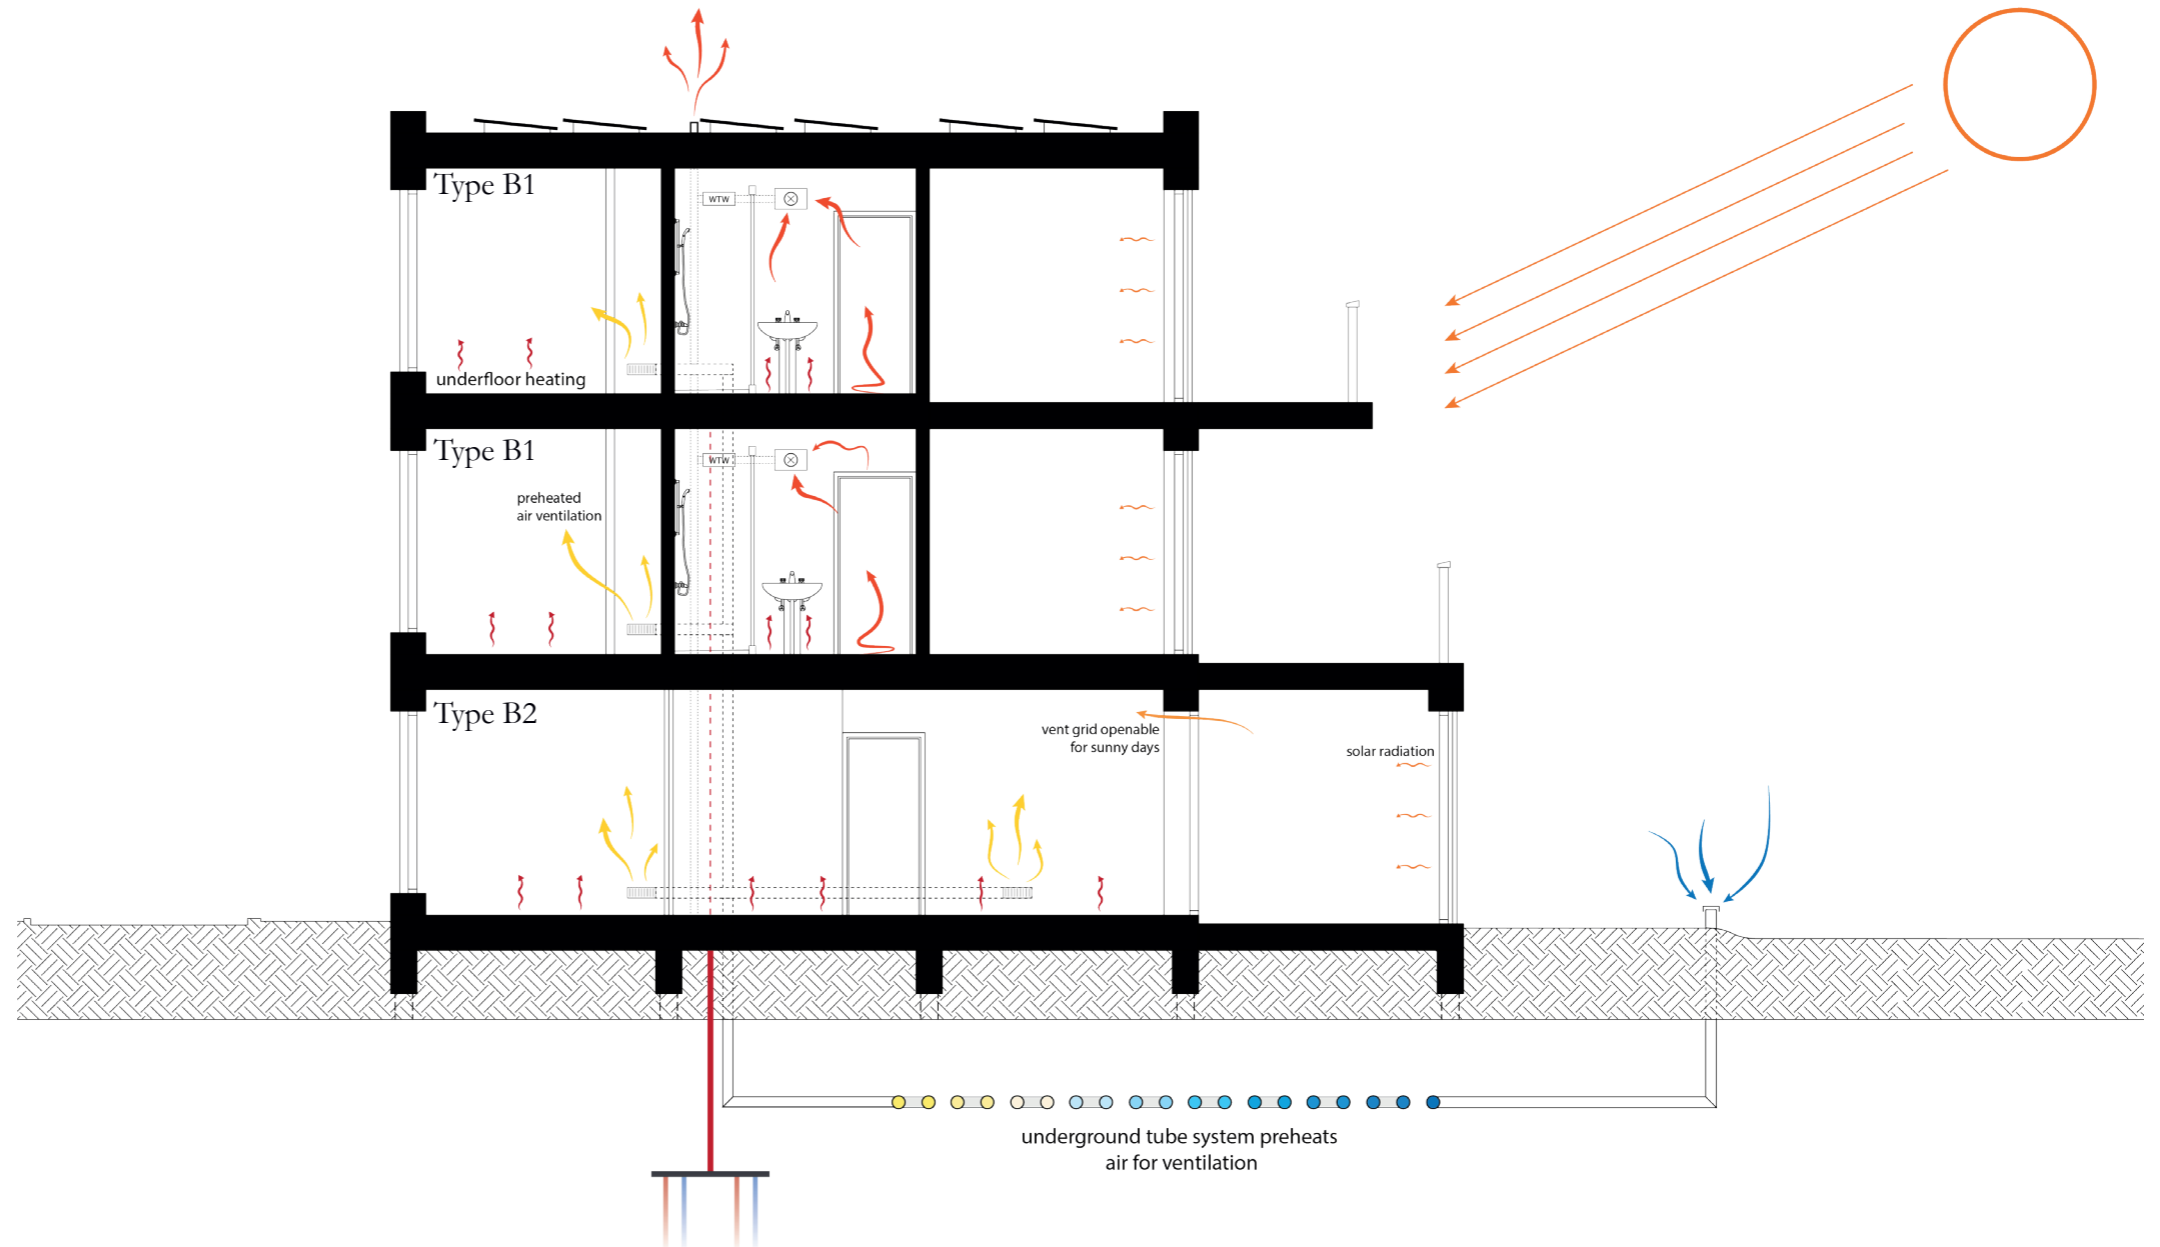 Type B1
WTW
underfloor heating
Type B1
WTW
preheated
air ventilation
Type B2
vent grid openable
for sunny days
solar radiation
underground tube system preheats
air for ventilation